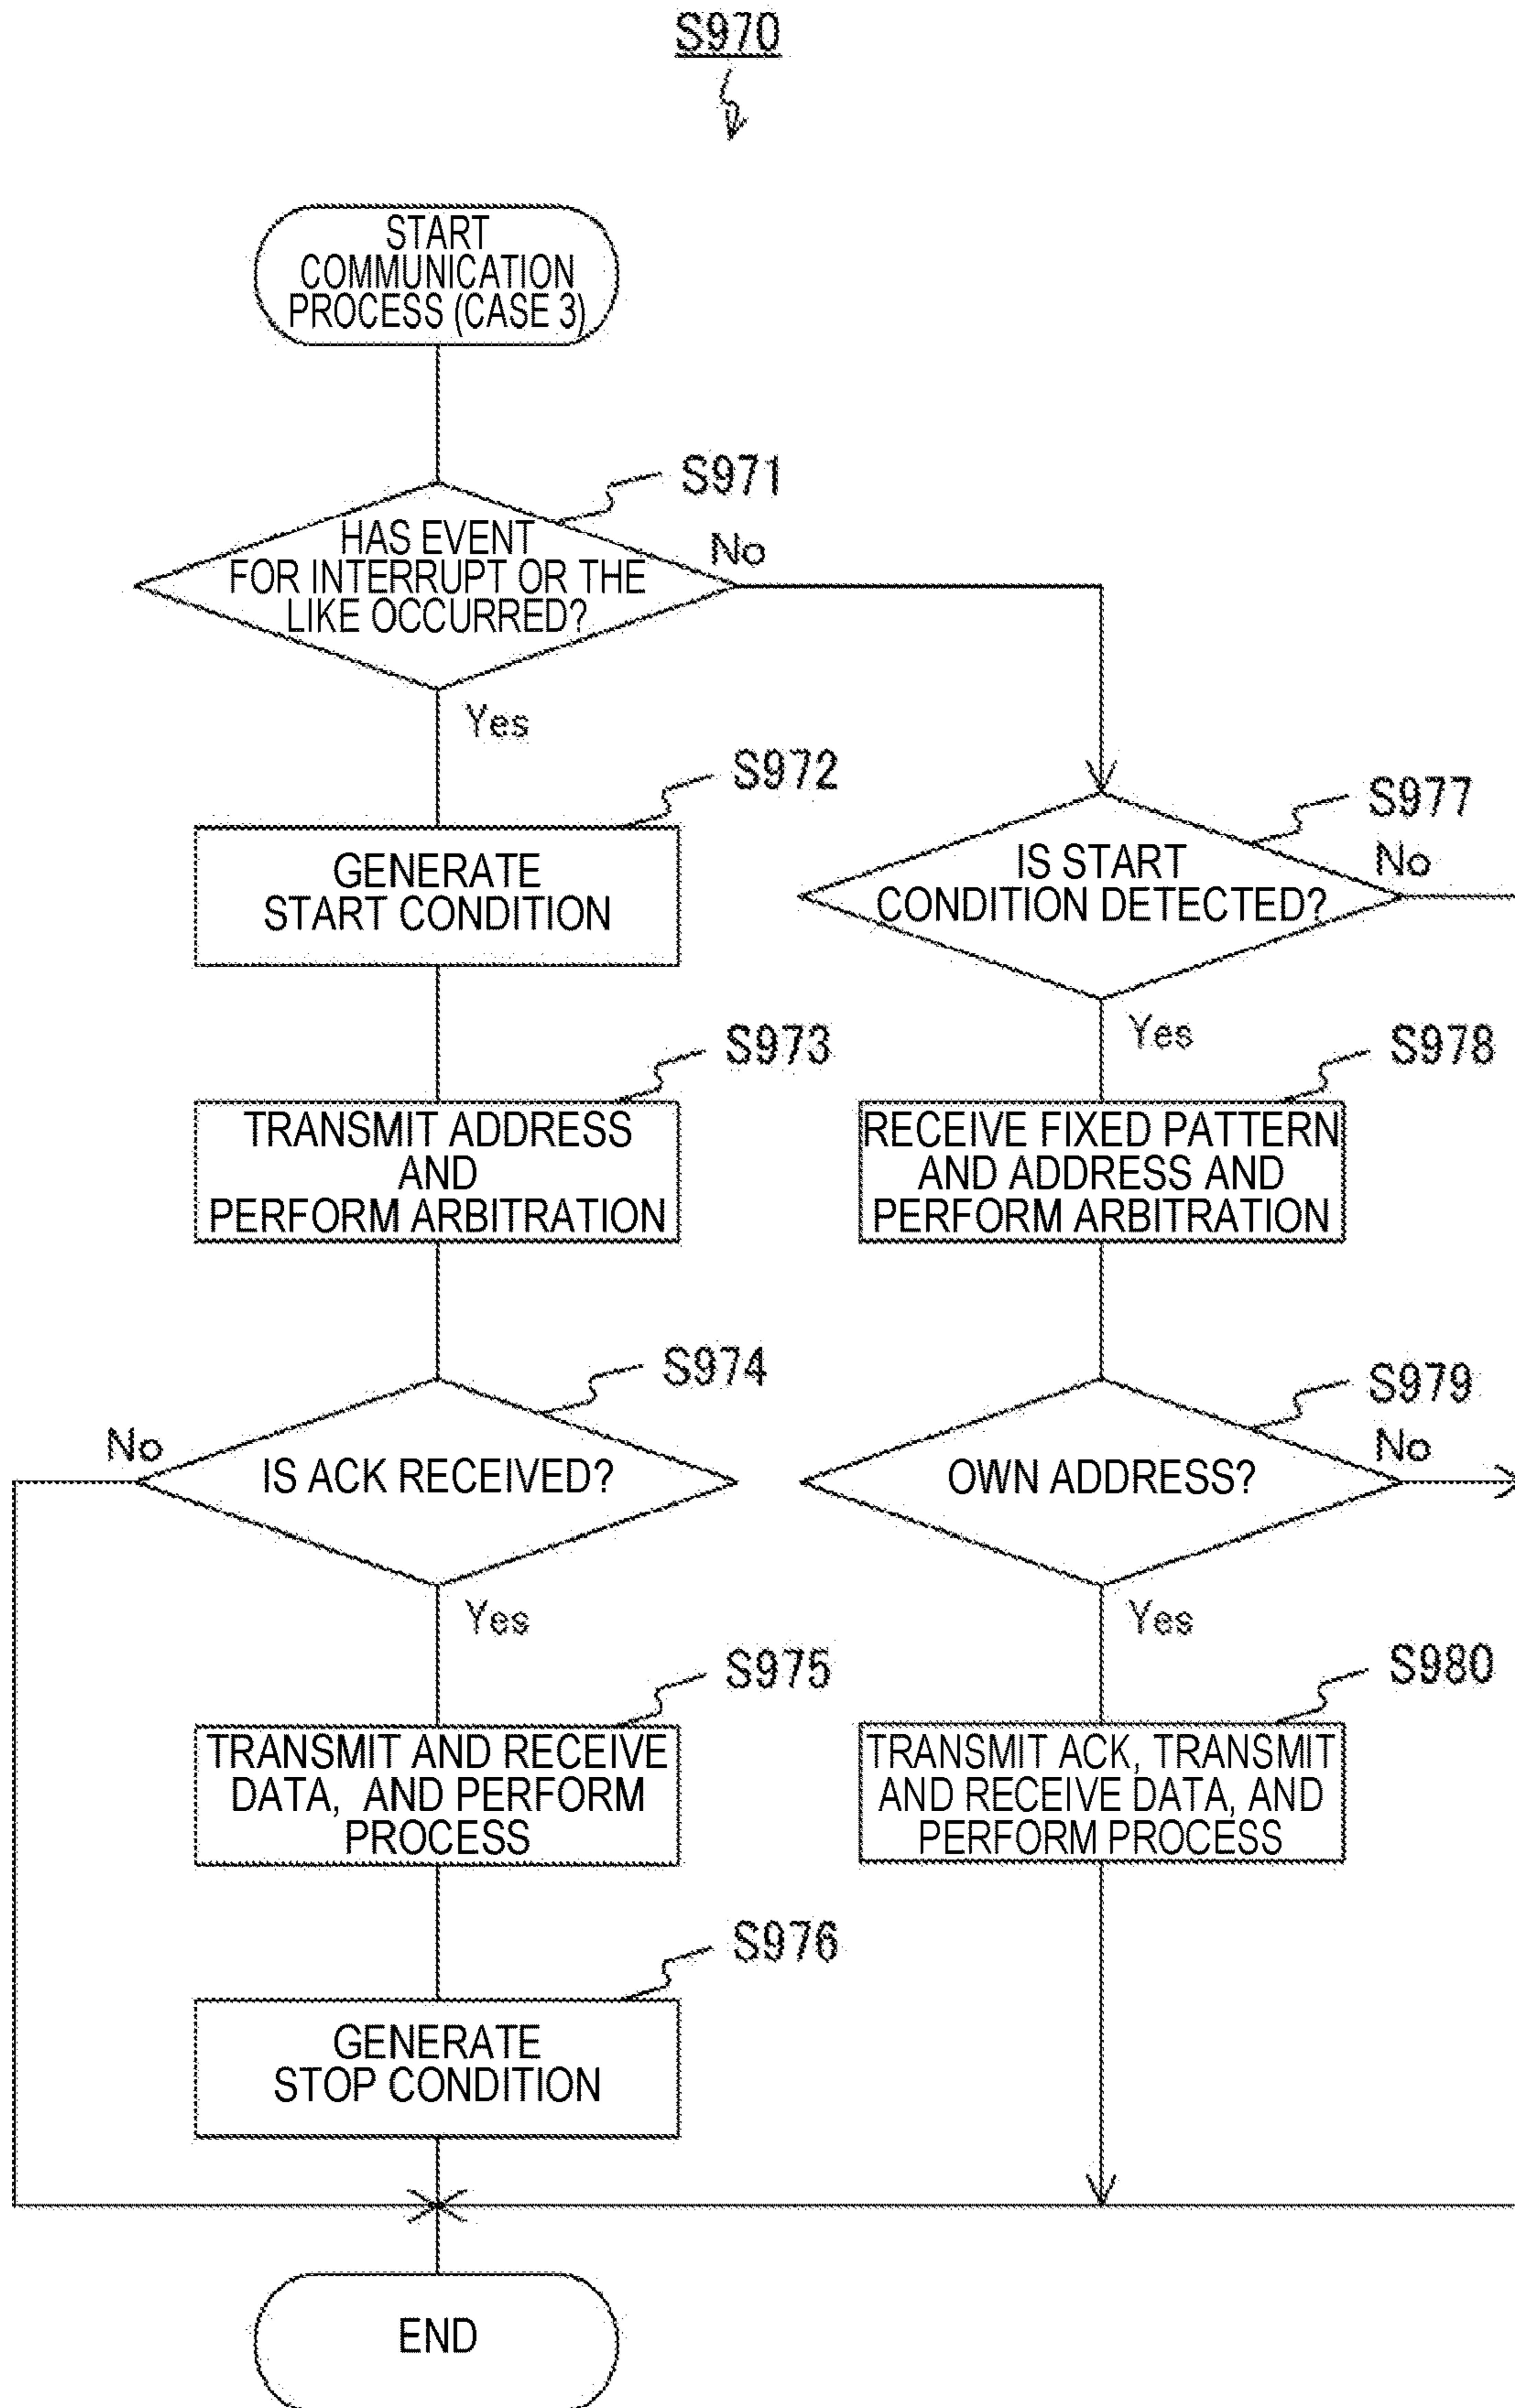 S970
START
COMMUNICATION
PROCESS (CASE 3)
S971
HAS EVENT
FOR INTERRUPT OR THE
LIKE OCCURRED?
No
Yes
S972
GENERATE
START CONDITION
S977
IS START
CONDITION DETECTED?
No
Yes
S973
TRANSMIT ADDRESS
AND
PERFORM ARBITRATION
S978
RECEIVE FIXED PATTERN
AND ADDRESS AND
PERFORM ARBITRATION
S974
IS ACK RECEIVED?
No
Yes
S979
OWN ADDRESS?
No
Yes
S975
TRANSMIT AND RECEIVE
DATA, AND PERFORM
PROCESS
S980
TRANSMIT ACK, TRANSMIT
AND RECEIVE DATA, AND
PERFORM PROCESS
S976
GENERATE
STOP CONDITION
END